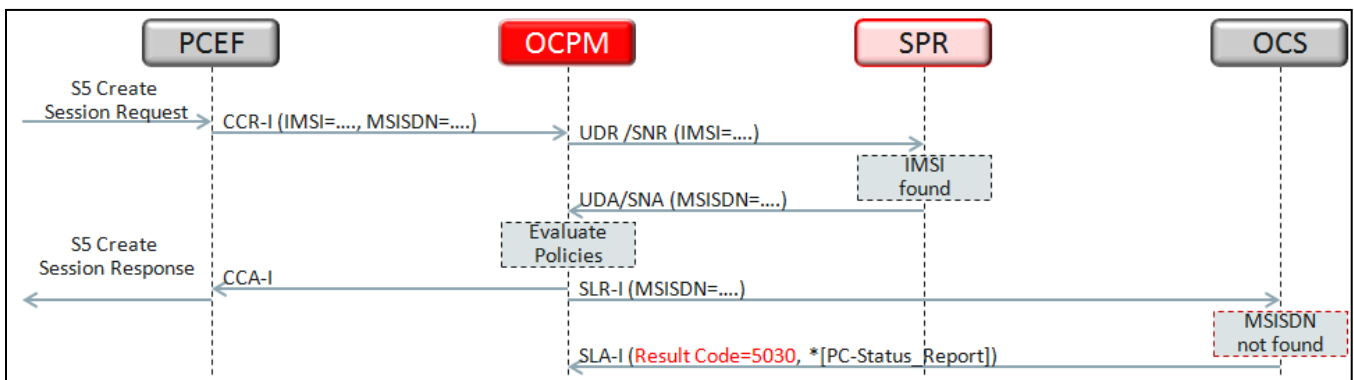 PCEF
OCPM
SPR
OCS
S5 Create
Session Request
CCR-I (IMSI=...., MSISDN=....)
UDR /SNR (IMSI=....)
IMSI
found
UDA/SNA (MSISDN=....)
Evaluate
Policies
S5 Create
Session Response
CCA-I
SLR-I (MSISDN=....)
MSISDN
not found
SLA-I (Result Code=5030, *[PC-Status_Report])